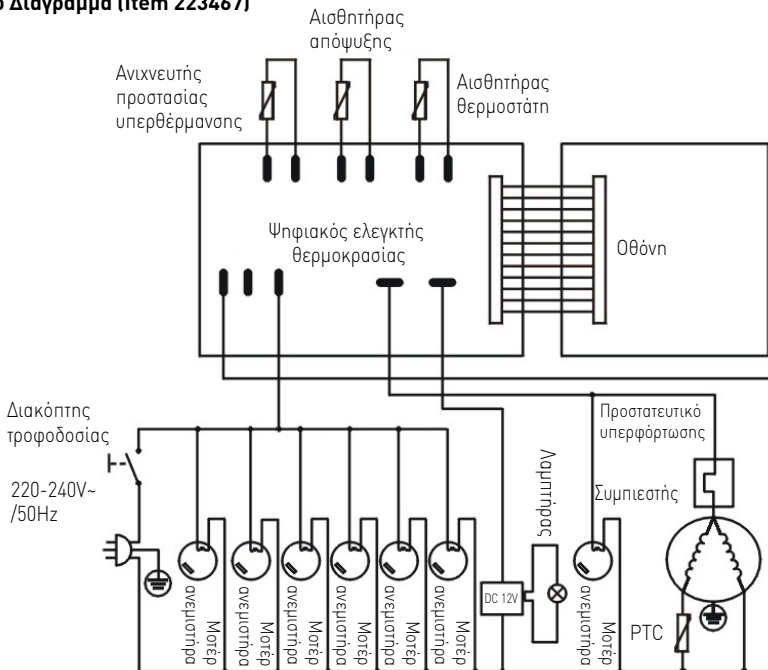 Διάγραμμα (Item 223467)
Αισθητήρας
απόψυξης
Ανιχνευτής
προστασίας
υπερθέρμανσης
Αισθητήρας
θερμοστάτη
Ψηφιακός ελεγκτής
θερμοκρασίας
Οθόνη
Διακόπτης
τροφοδοσίας
220-240V~
/50Hz
Προστατευτικό
υπερφόρτωσης
Συμπιεστής
Λαμπτήρας
DC 12V
PTC
Μοτέρ
ανεμιστήρα
Μοτέρ
ανεμιστήρα
Μοτέρ
ανεμιστήρα
Μοτέρ
ανεμιστήρα
Μοτέρ
ανεμιστήρα
Μοτέρ
ανεμιστήρα
Μοτέρ
ανεμιστήρα